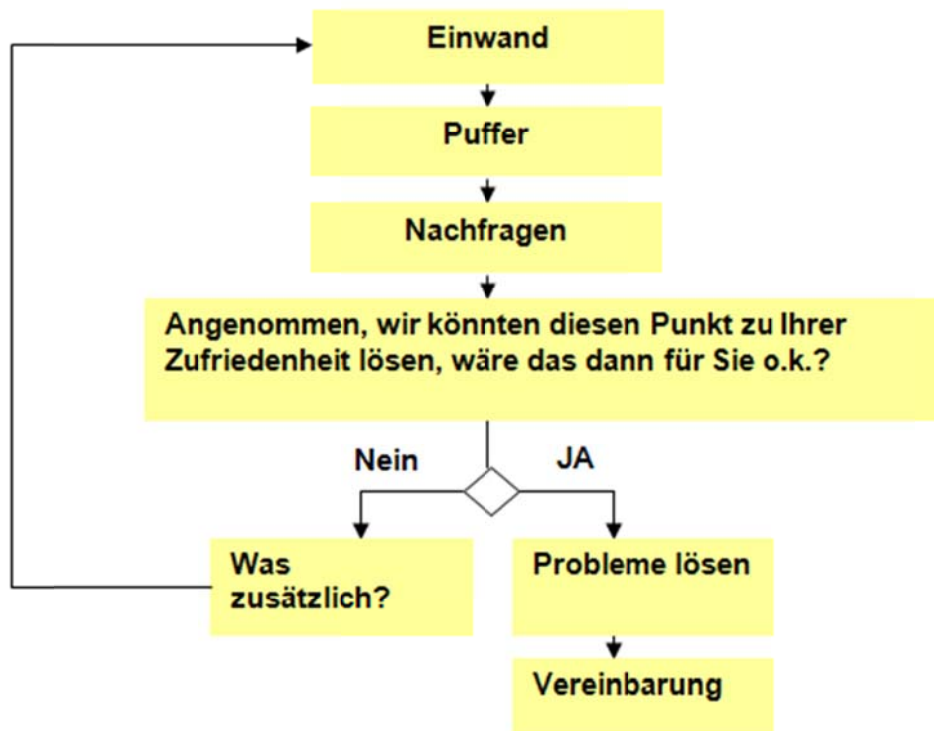 Einwand
Puffer
Nachfragen
Angenommen, wir könnten diesen Punkt zu Ihrer
Zufriedenheit lösen, wäre das dann für Sie o.k.?
Nein
JA
Was
zusätzlich?
Probleme lösen
Vereinbarung